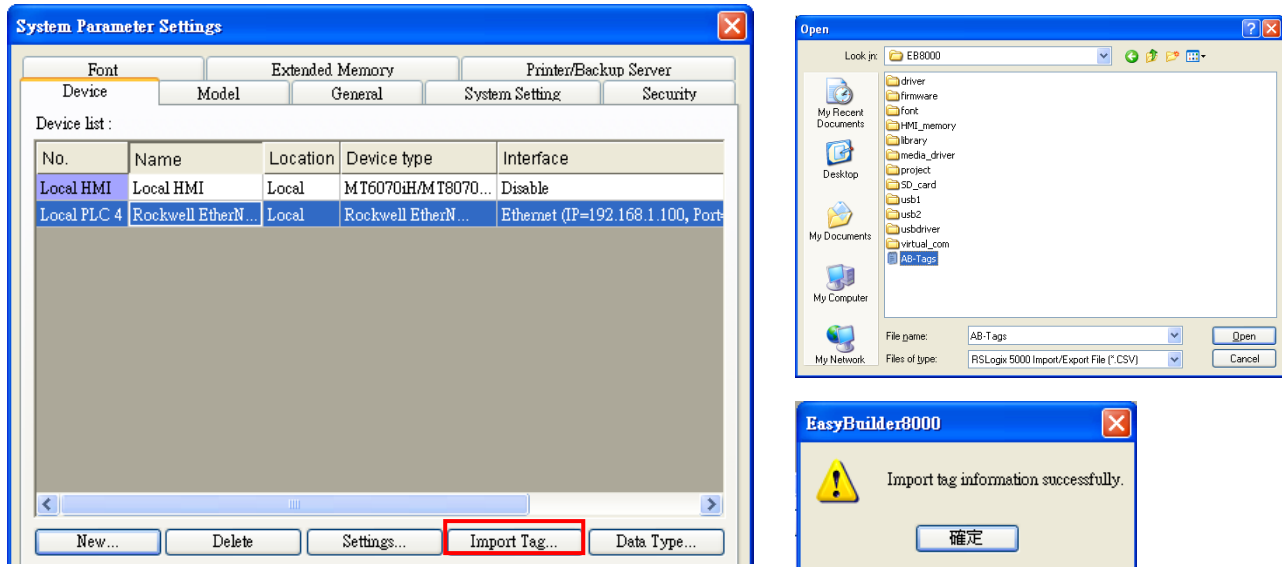 System Parameter Settings
Font Extended Memory Printer/Backup Server
Device Model General System Setting Security
Device list :
No. Name Location Device type Interface
Local HMI Local HMI Local MT6070iH/MT8070... Disable
Local PLC 4 Rockwell EtherN... Local Rockwell EtherN... Ethernet (IP=192.168.1.100, Port=
New... Delete Settings... Import Tag... Data Type...
Open
Look in: EB8000
My Recent Documents
Desktop
My Documents
My Computer
My Network
driver
firmware
font
HMI_memory
library
media_driver
project
SD_card
usb1
usb2
usbdriver
virtual_com
AB-Tags
File name: AB-Tags Open
Files of type: RSLogix 5000 Import/Export File (*.CSV) Cancel
EasyBuilder8000
Import tag information successfully.
確定